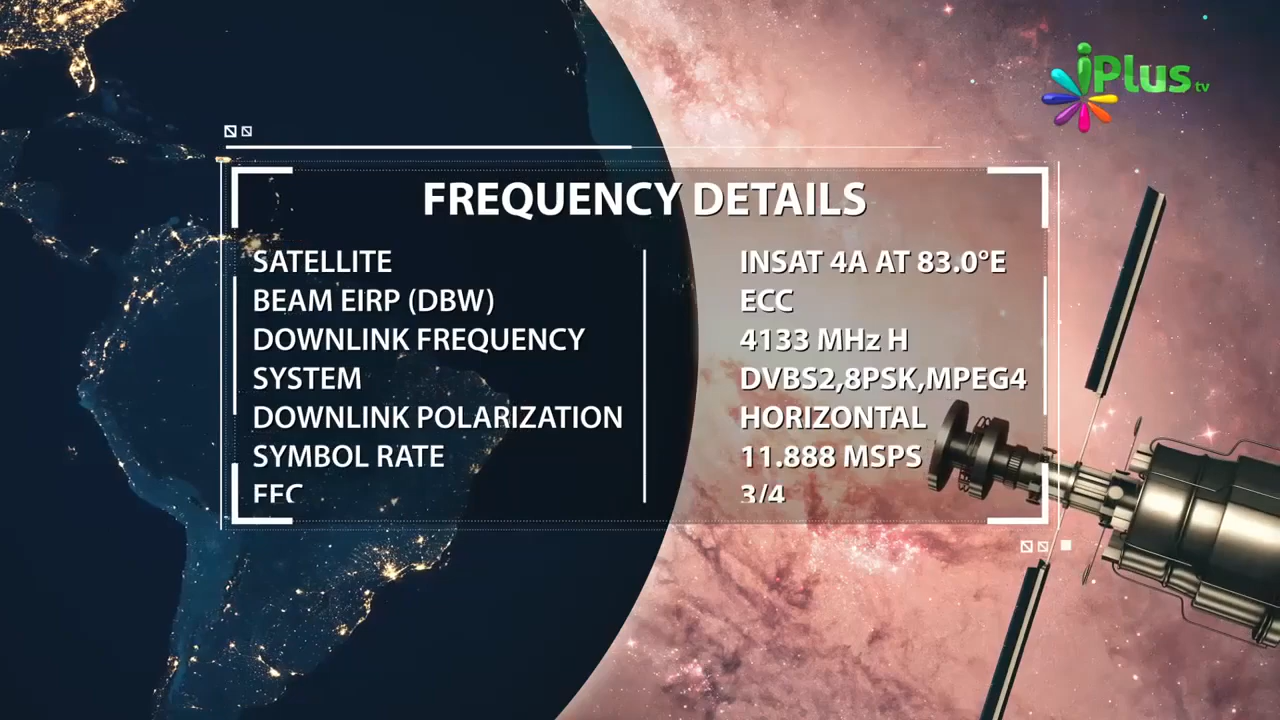 iPlus tv
FREQUENCY DETAILS
SATELLITE INSAT 4A AT 83.0°E
BEAM EIRP (DBW) ECC
DOWNLINK FREQUENCY 4133 MHz H
SYSTEM DVBS2,8PSK,MPEG4
DOWNLINK POLARIZATION HORIZONTAL
SYMBOL RATE 11.888 MSPS
FEC 3/4